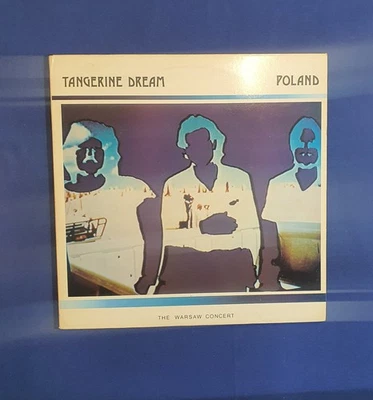 TANGERINE DREAM POLAND
THE WARSAW CONCERT